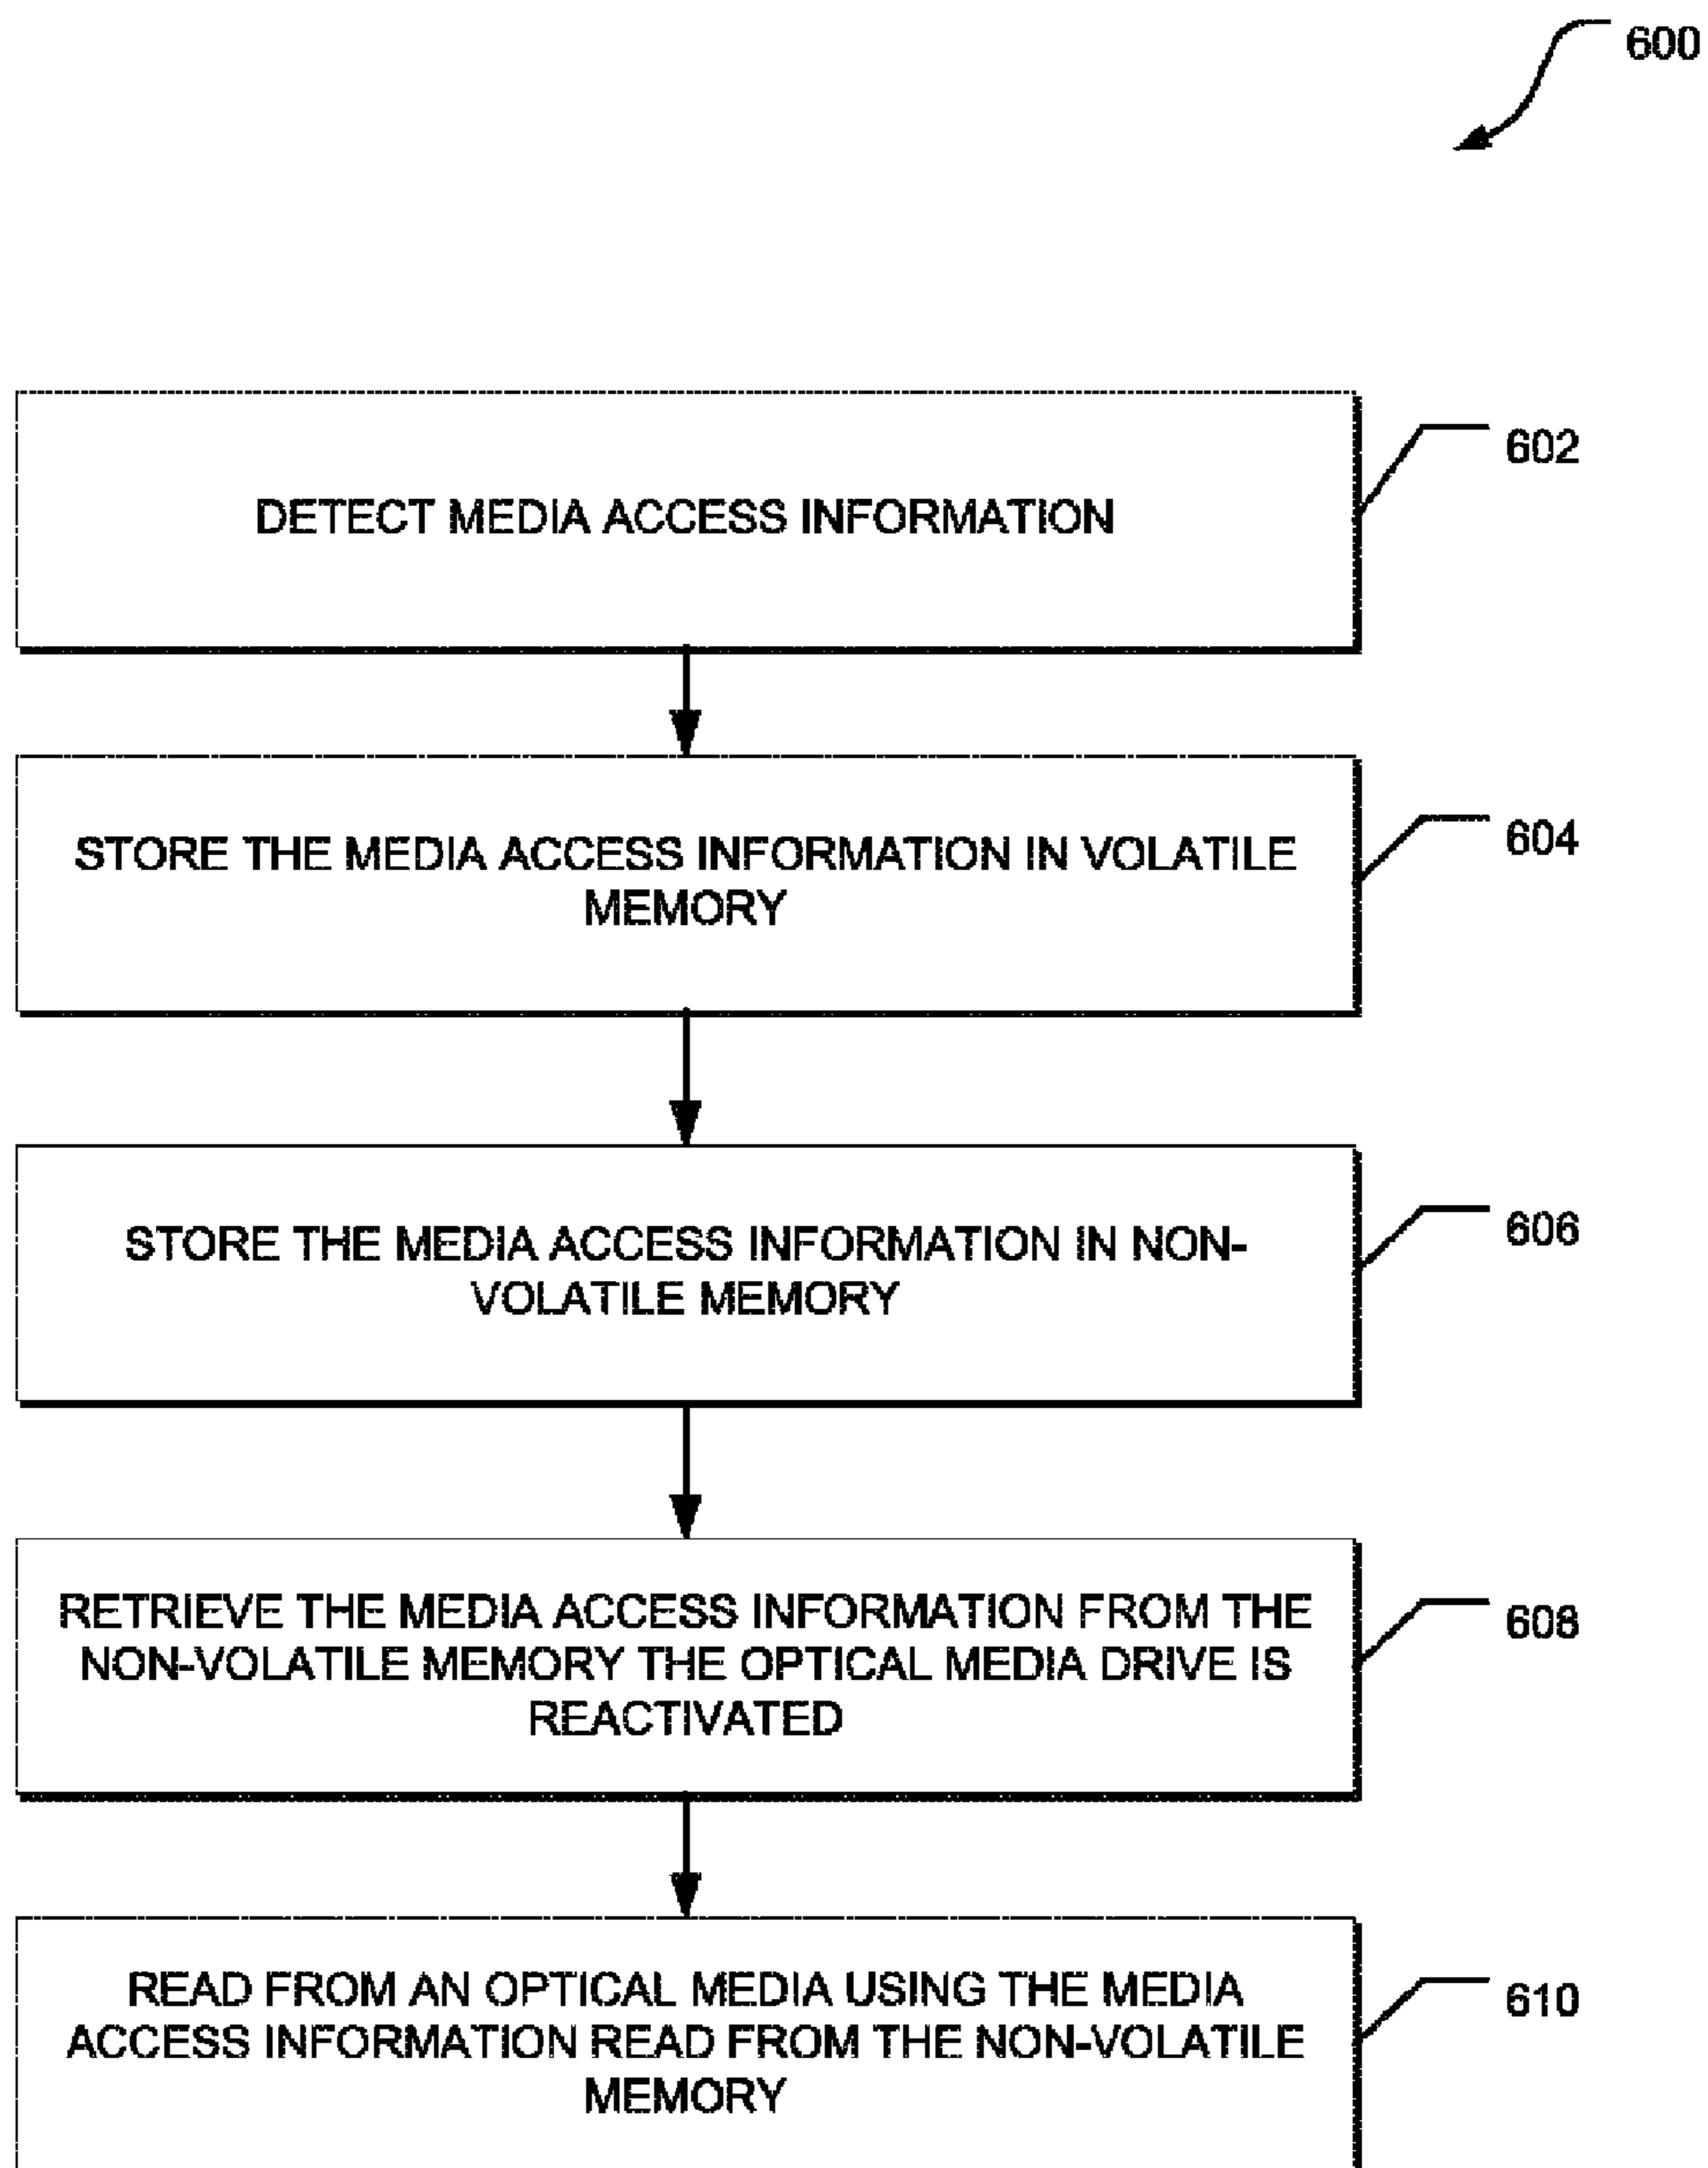 600
DETECT MEDIA ACCESS INFORMATION
602
STORE THE MEDIA ACCESS INFORMATION IN VOLATILE
MEMORY
604
STORE THE MEDIA ACCESS INFORMATION IN NON-
VOLATILE MEMORY
606
RETRIEVE THE MEDIA ACCESS INFORMATION FROM THE
NON-VOLATILE MEMORY THE OPTICAL MEDIA DRIVE IS
REACTIVATED
608
READ FROM AN OPTICAL MEDIA USING THE MEDIA
ACCESS INFORMATION READ FROM THE NON-VOLATILE
MEMORY
610